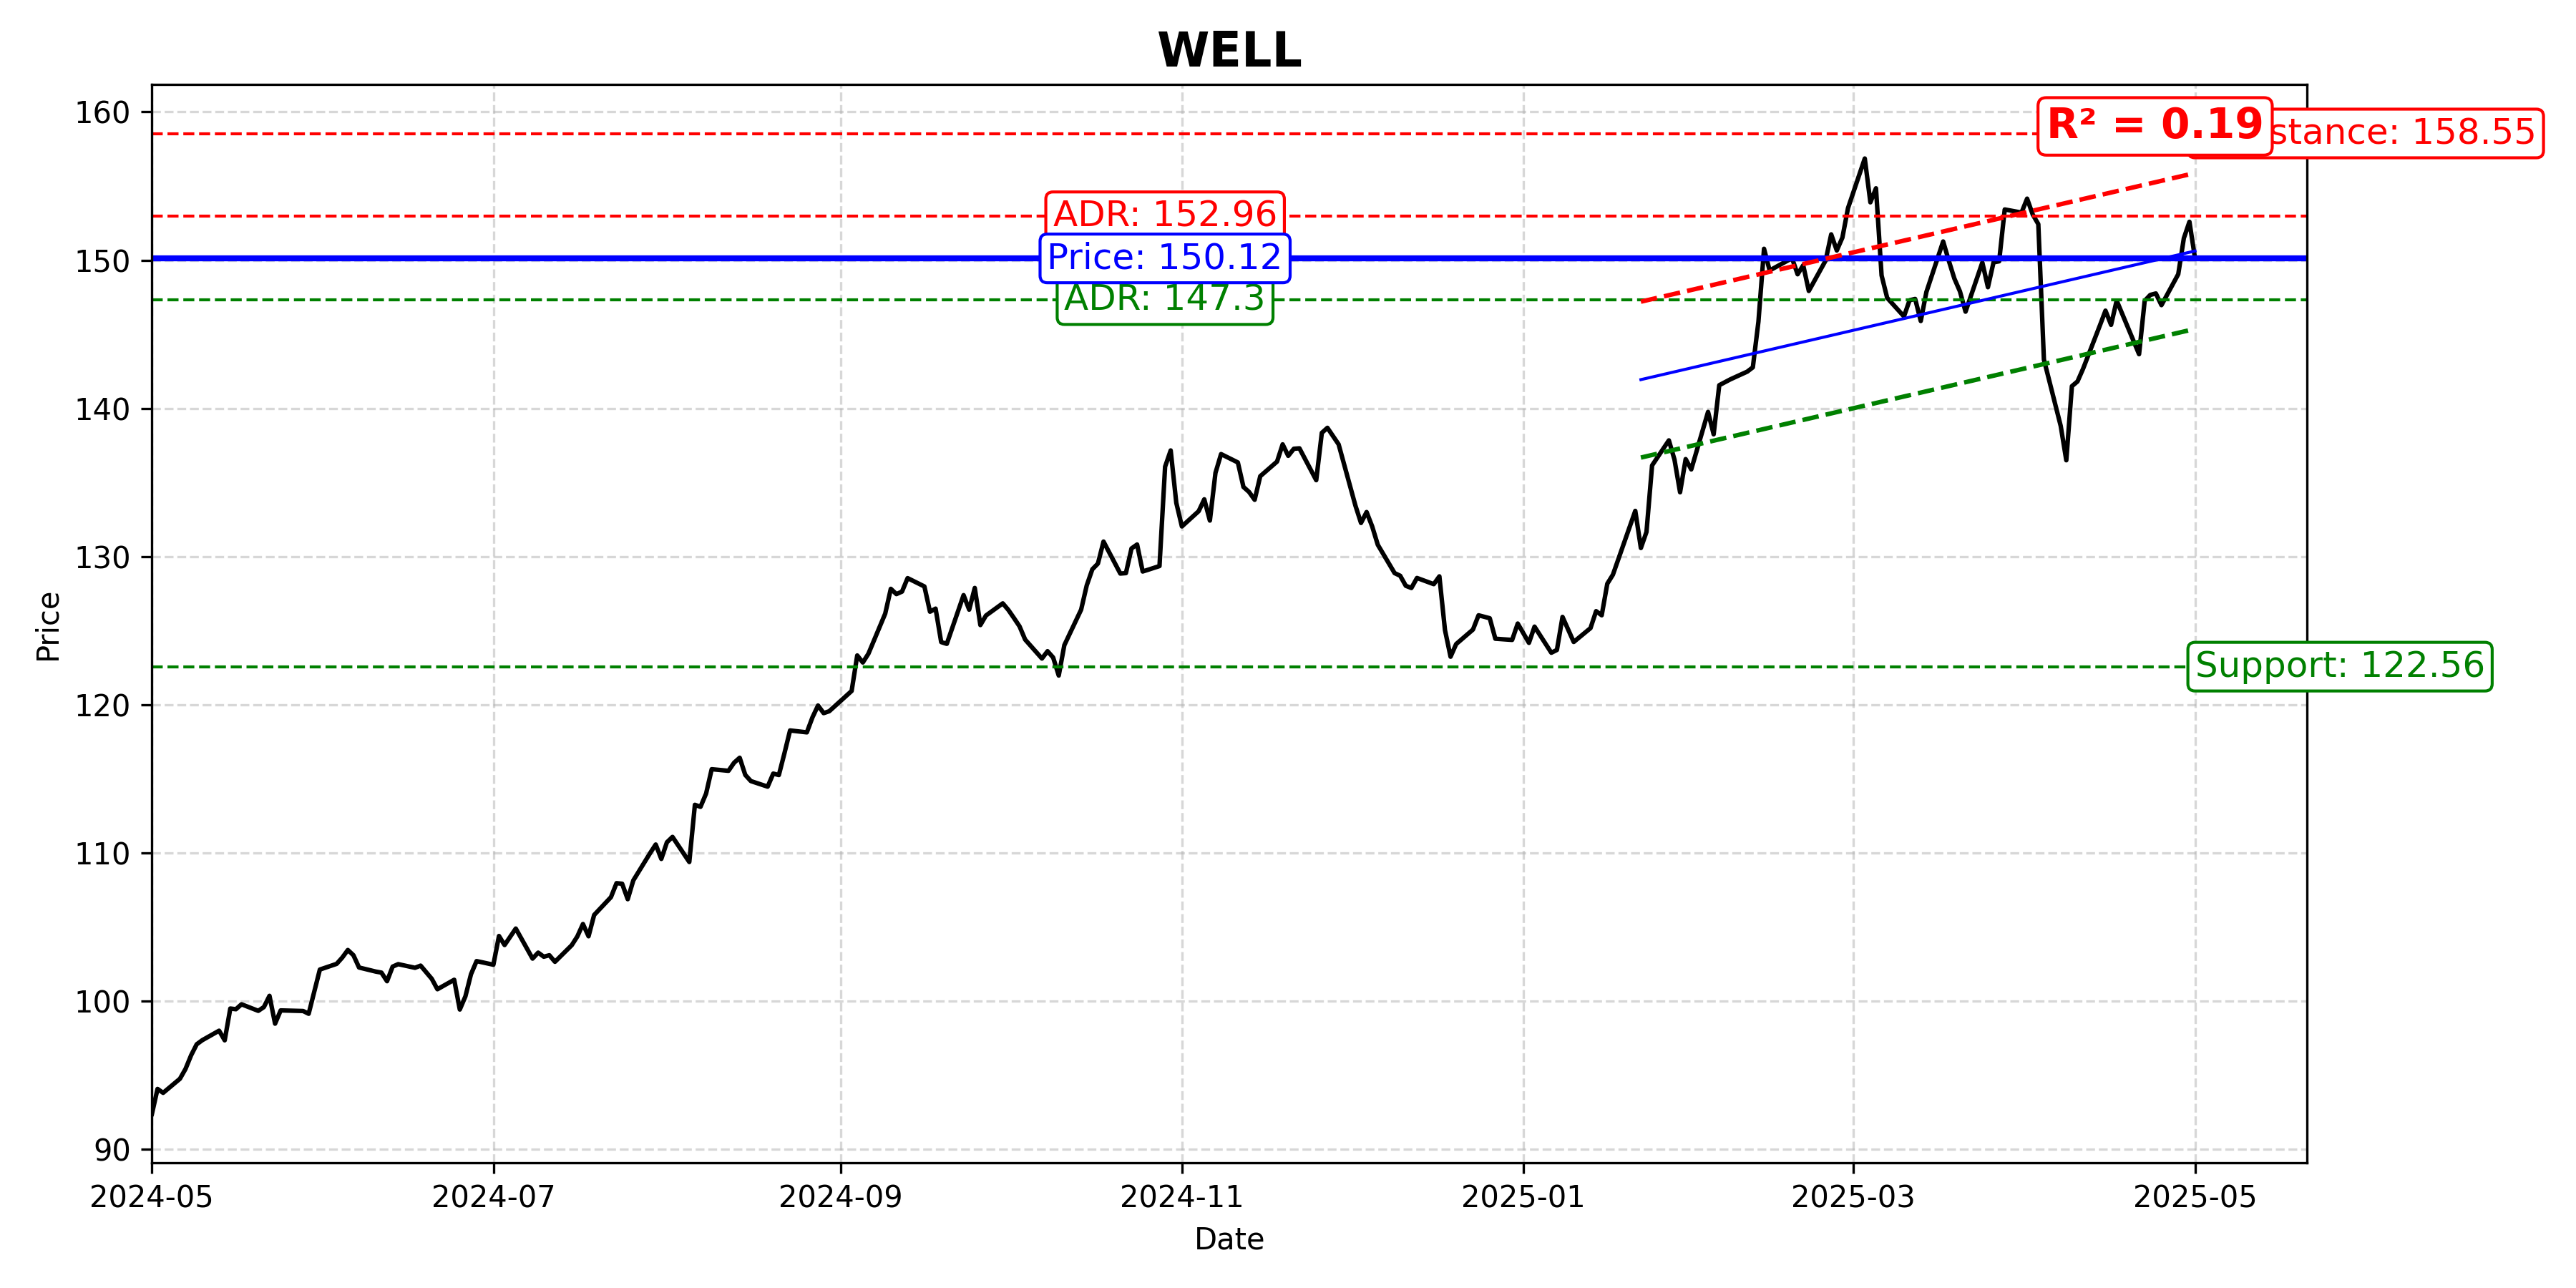 WELL
160
150
140
130
120
110
100
90
Price
R² = 0.19
stance: 158.55
ADR: 152.96
Price: 150.12
ADR: 147.3
Support: 122.56
2024-05
2024-07
2024-09
2024-11
2025-01
2025-03
2025-05
Date